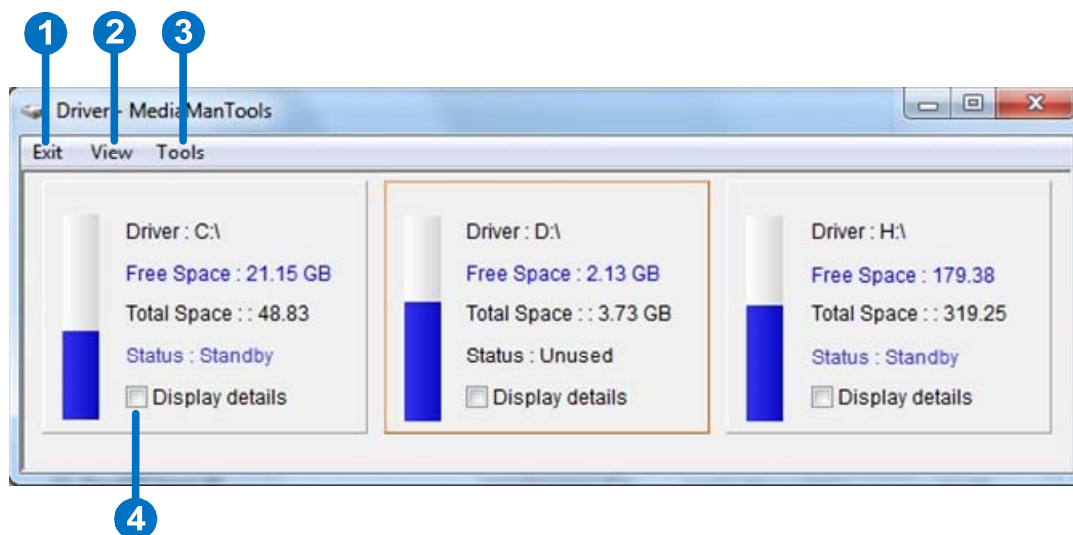 1 2 3
Driver - MediaManTools
Exit View Tools
Driver : C:\
Free Space : 21.15 GB
Total Space : : 48.83
Status : Standby
Display details
Driver : D:\
Free Space : 2.13 GB
Total Space : : 3.73 GB
Status : Unused
Display details
Driver : H:\
Free Space : 179.38
Total Space : : 319.25
Status : Standby
Display details
4